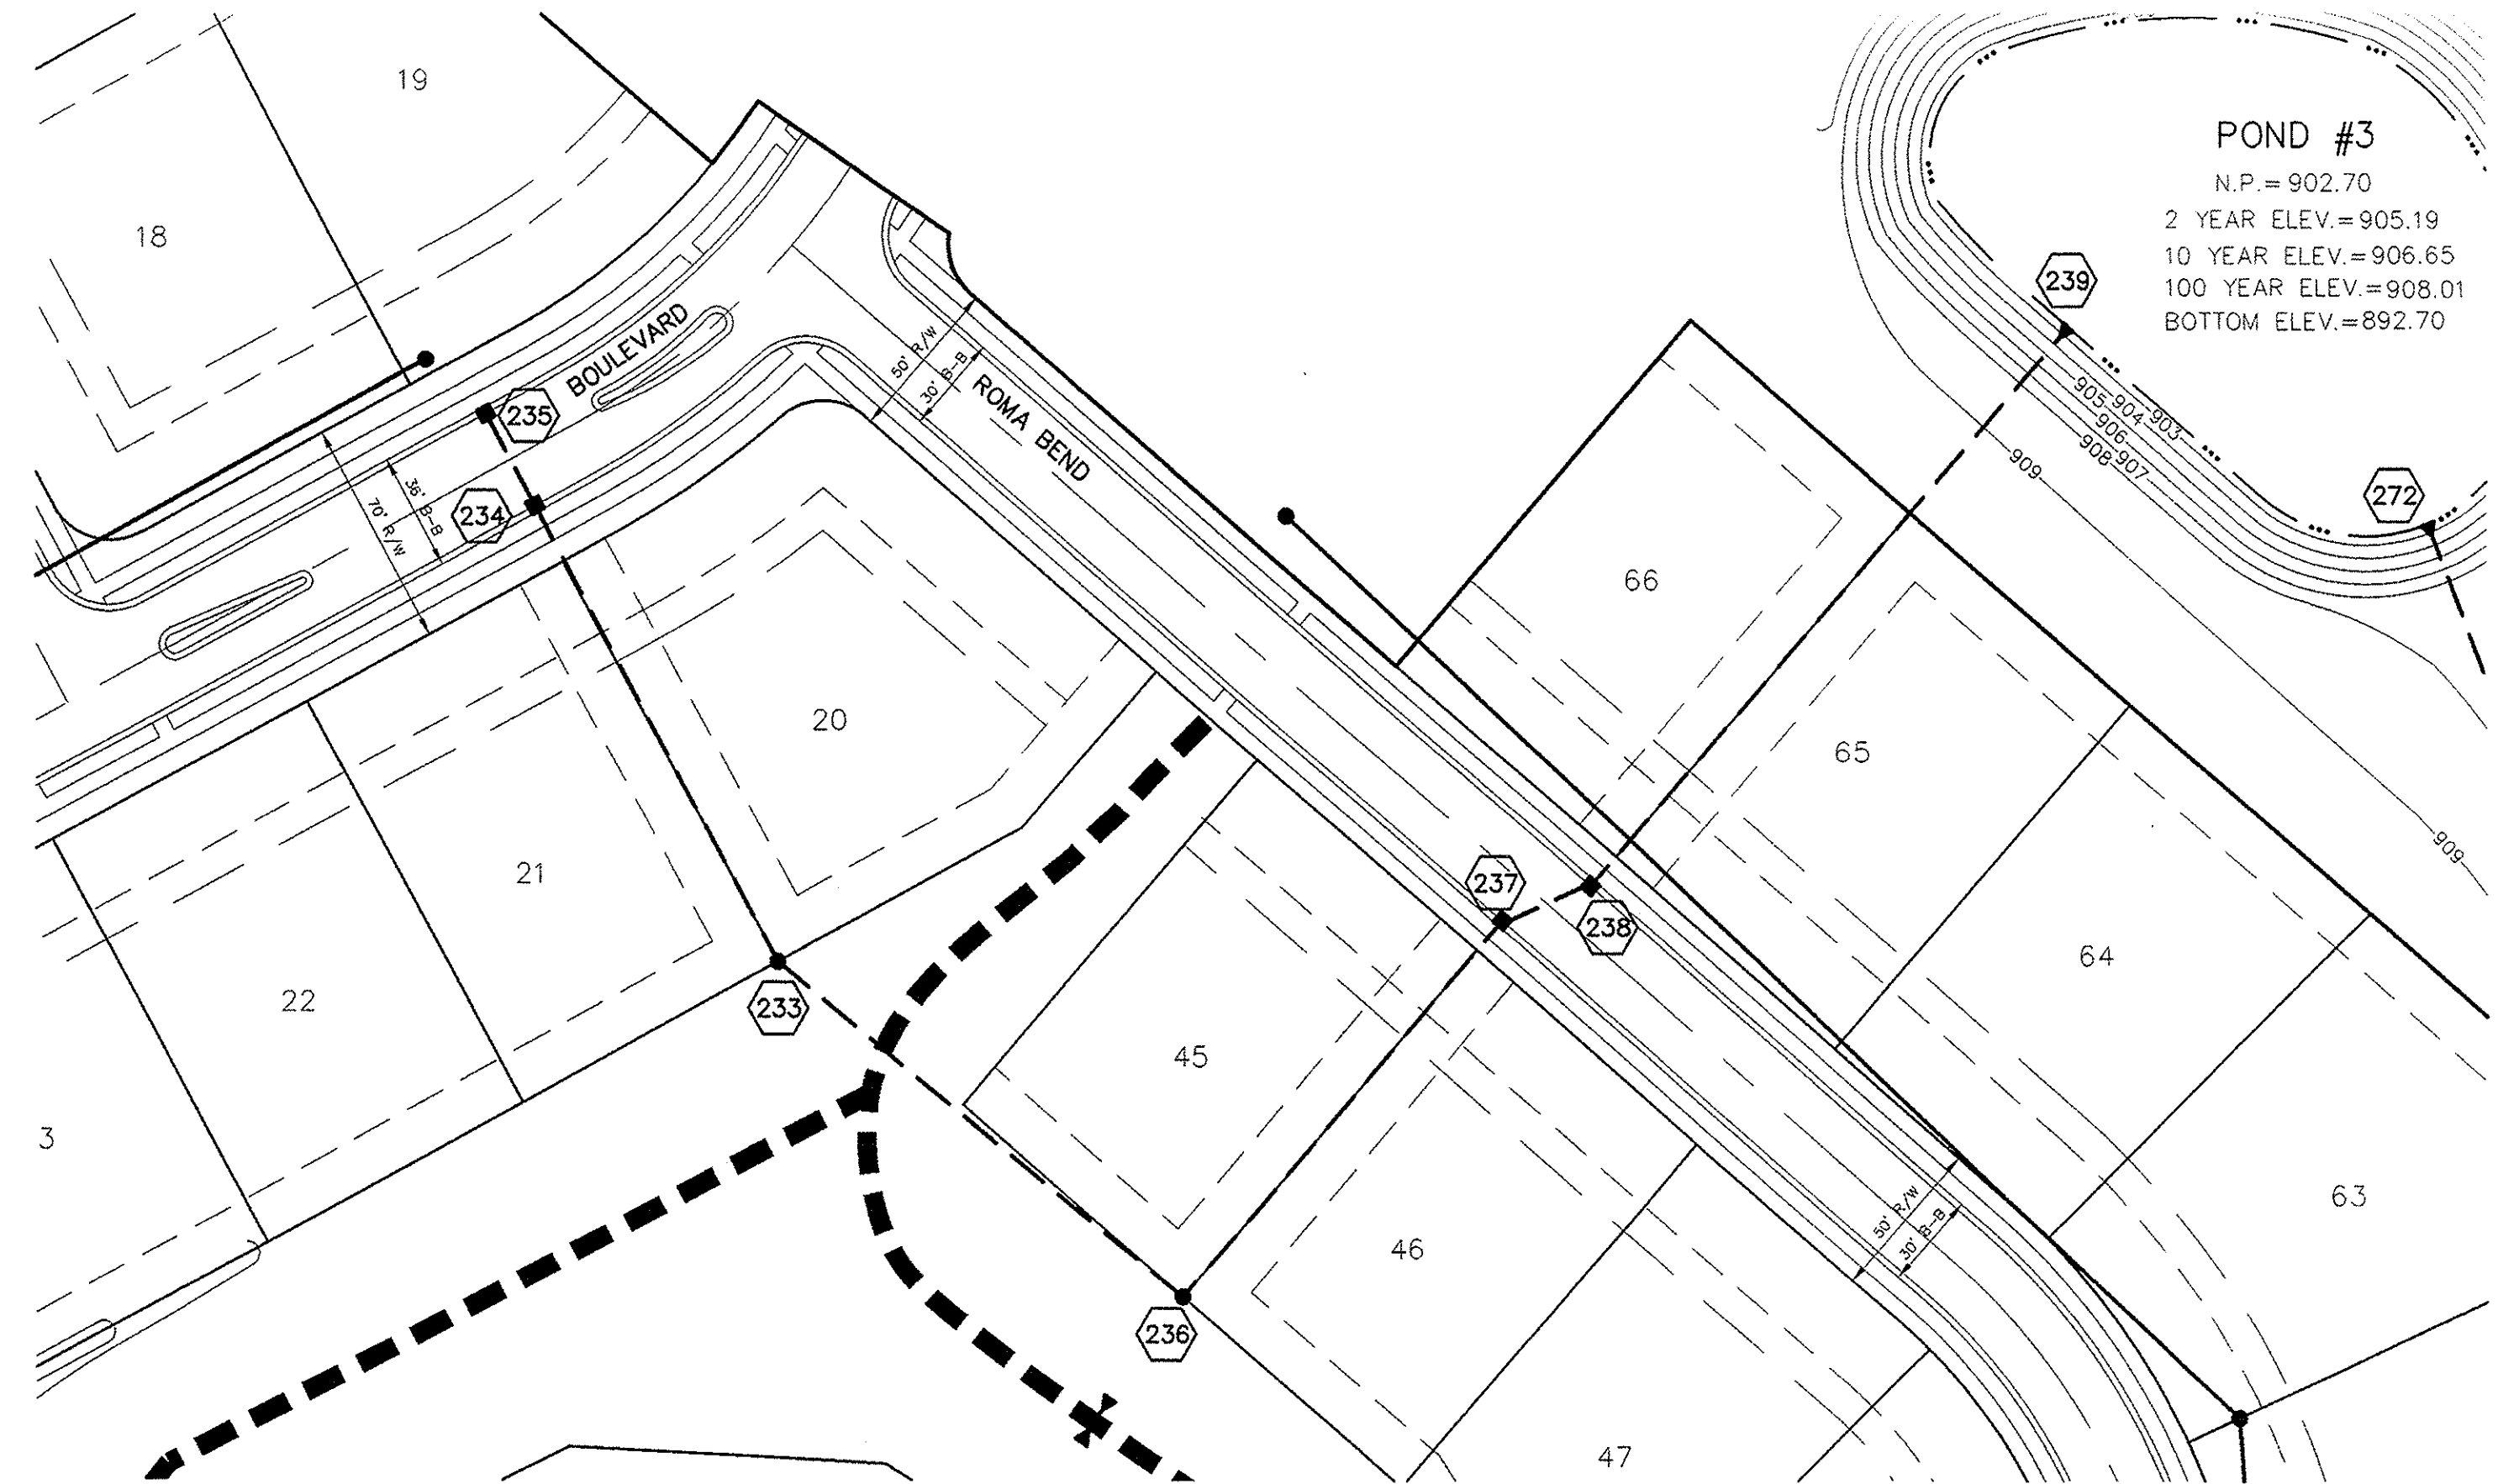 19
18
POND #3
N.P.=902.70
2 YEAR ELEV.=905.19
10 YEAR ELEV.=906.65
100 YEAR ELEV.=908.01
BOTTOM ELEV.=892.70
239
BOULEVARD
235
234
36' B-B
70' R/W
50' R/W
30' B-B
ROMA BEND
903
904
905
906
907
908
909
272
66
65
20
21
22
3
237
238
64
909
233
45
46
63
50' R/W
30' B-B
236
47